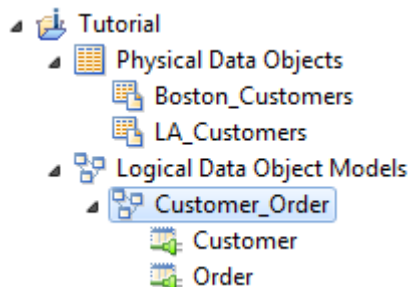 Tutorial
Physical Data Objects
Boston_Customers
LA_Customers
Logical Data Object Models
Customer_Order
Customer
Order